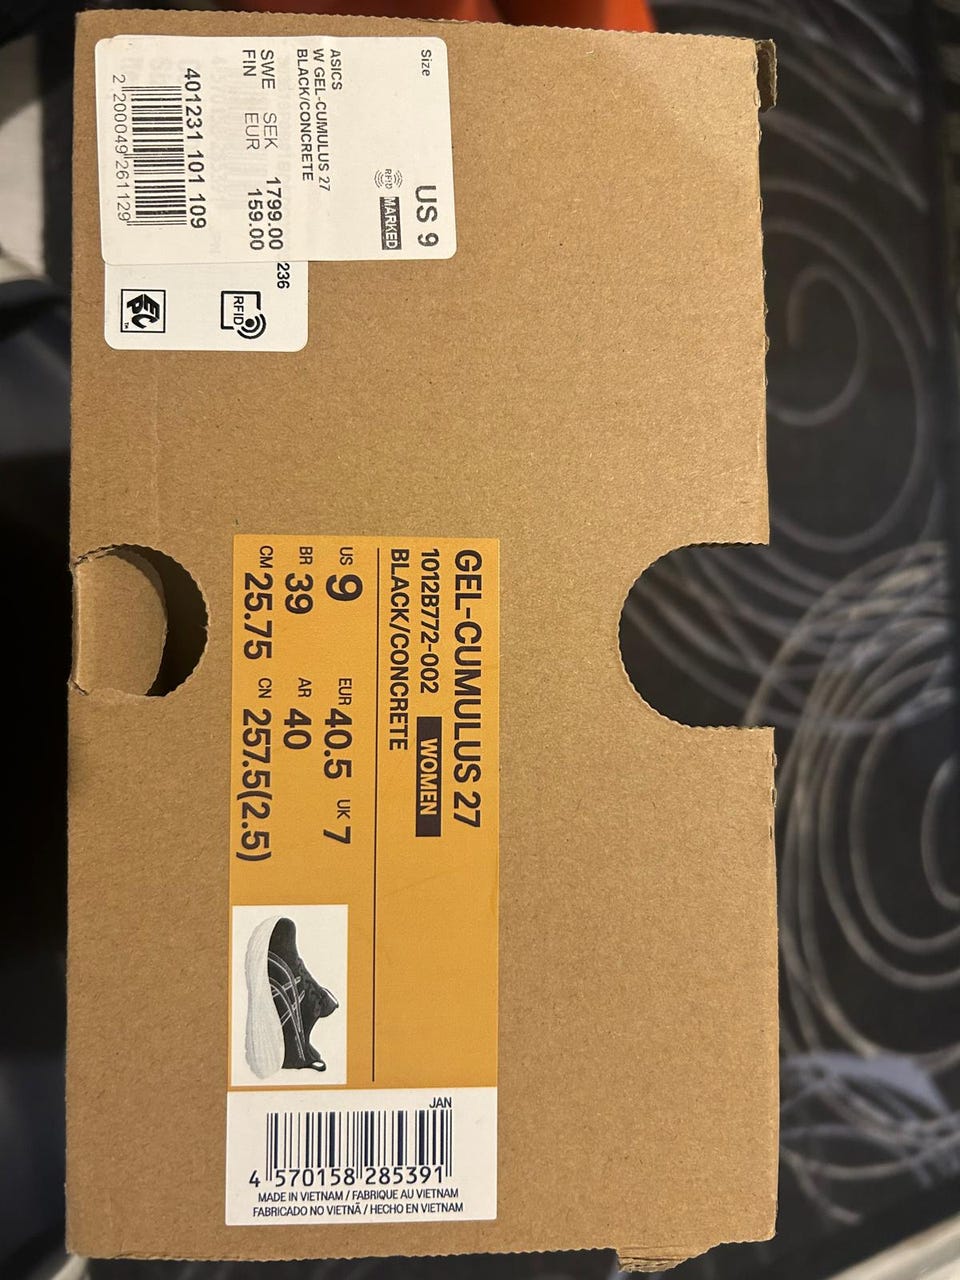 Size
US 9
ASICS
W GEL-CUMULUS 27
BLACK/CONCRETE
RFID MARKED
SWE SEK 1799.00
FIN EUR 159.00
401231 101 109
2 200049 261129
236
RFID
EPC
TM
GEL-CUMULUS 27
1012B772-002 WOMEN
BLACK/CONCRETE
US 9 EUR 40.5 UK 7
BR 39 AR 40
CM 25.75 CN 257.5(2.5)
JAN
4 570158 285391
MADE IN VIETNAM / FABRIQUE AU VIETNAM
FABRICADO NO VIETNÃ / HECHO EN VIETNAM